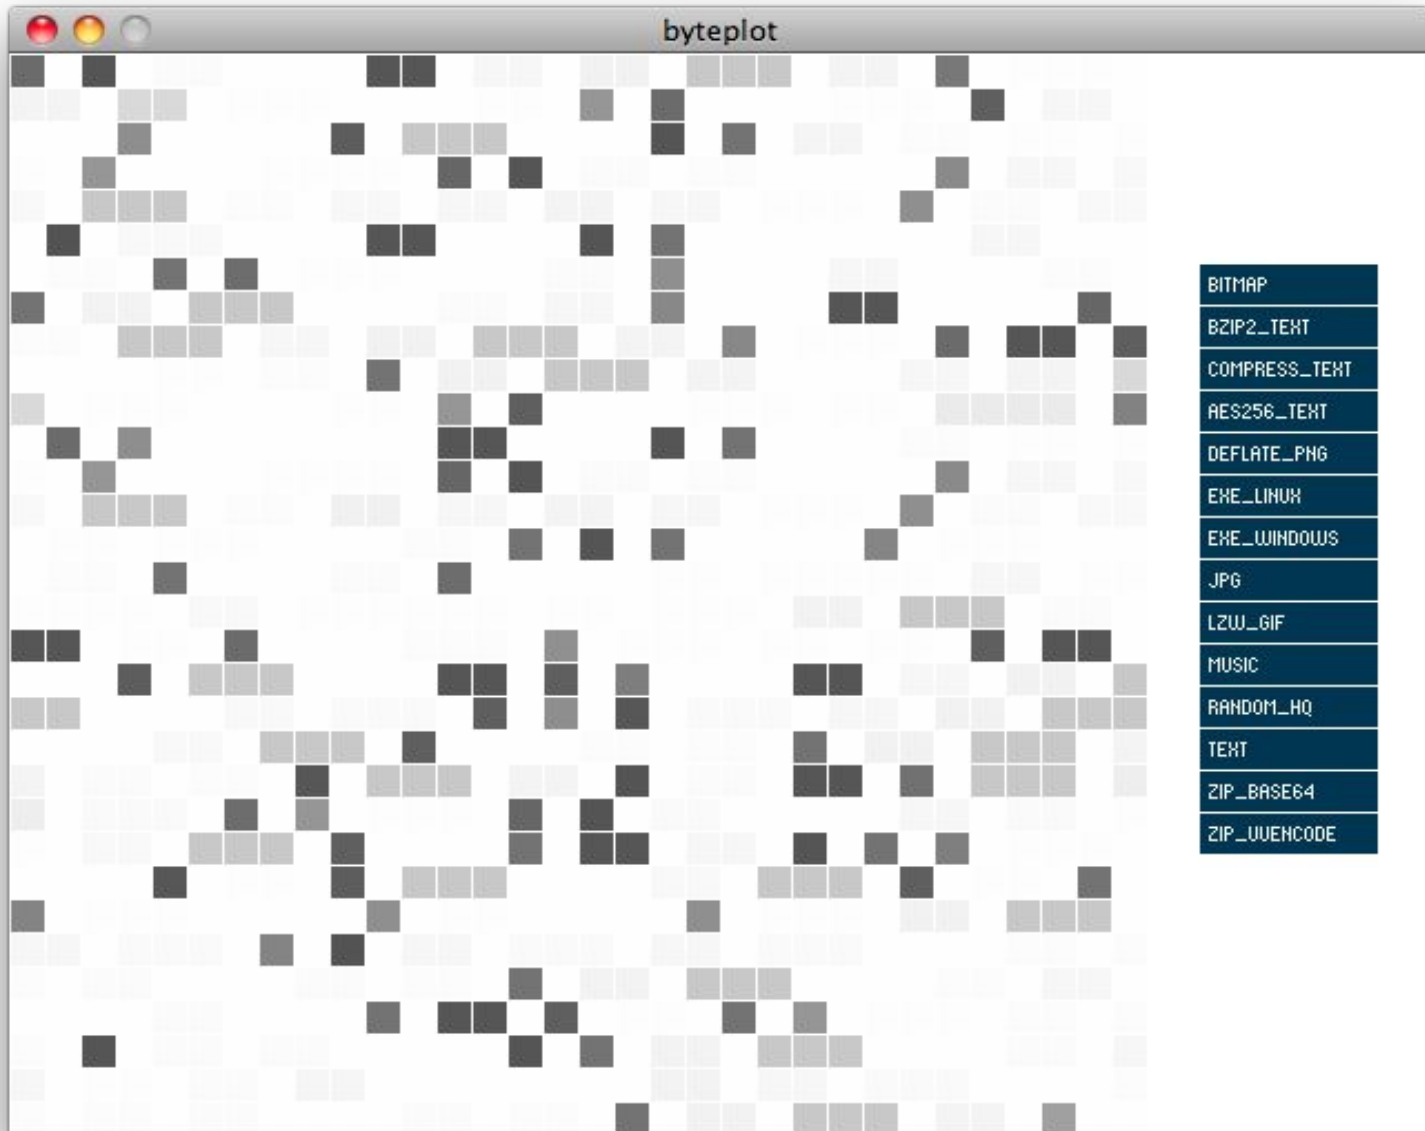 byteplot
BITMAP
BZIP2_TEXT
COMPRESS_TEXT
AES256_TEXT
DEFLATE_PNG
EXE_LINUX
EXE_WINDOWS
JPG
LZW_GIF
MUSIC
RANDOM_HQ
TEXT
ZIP_BASE64
ZIP_UUENCODE